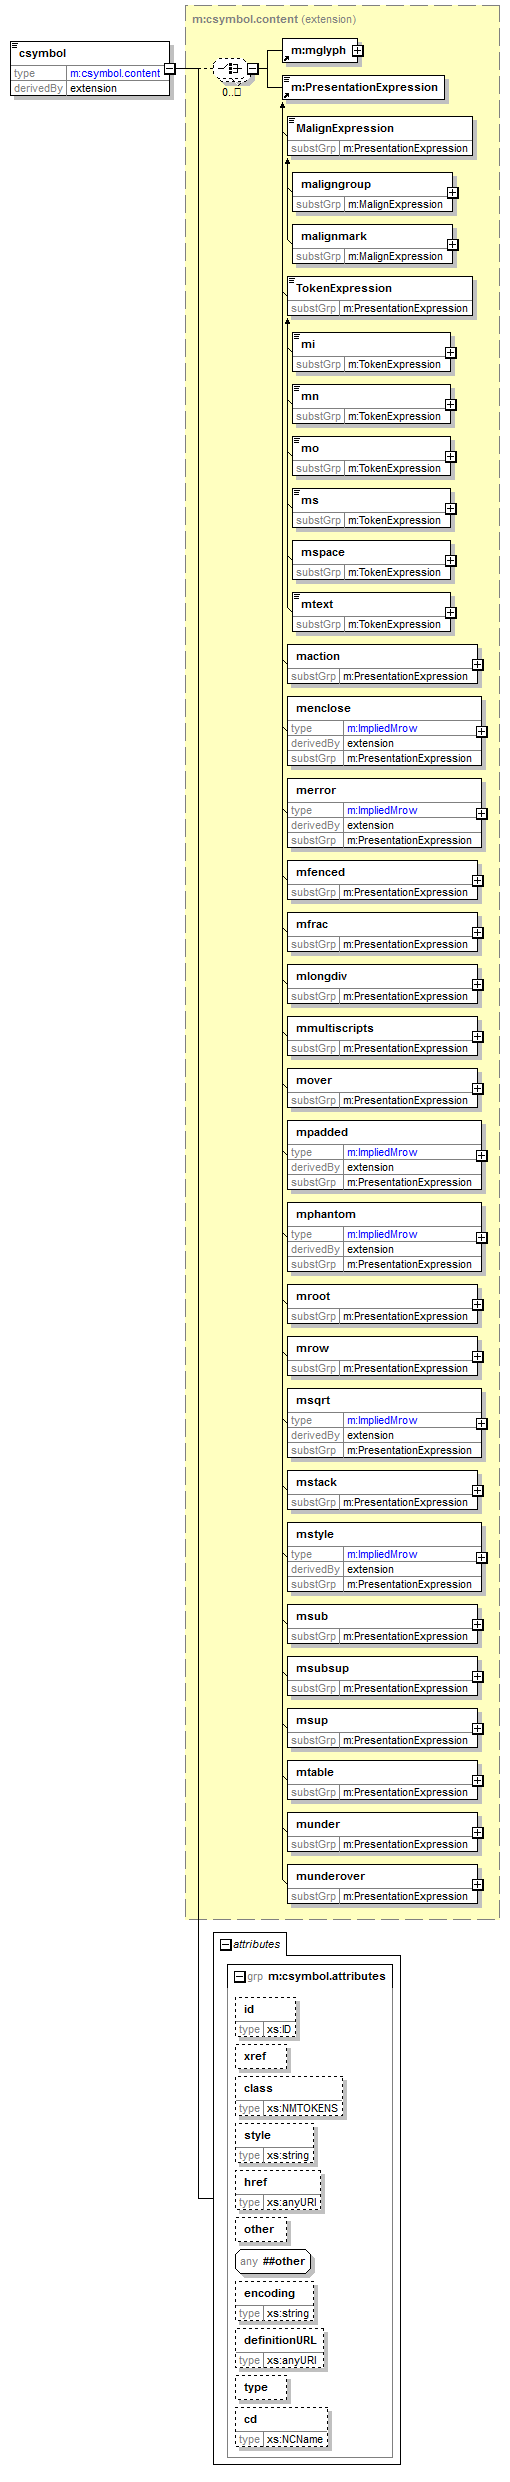 m:csymbol.content (extension)
csymbol
type m:csymbol.content
derivedBy extension
0..□
m:mglyph
m:PresentationExpression
MalignExpression
substGrp m:PresentationExpression
maligngroup
substGrp m:MalignExpression
malignmark
substGrp m:MalignExpression
TokenExpression
substGrp m:PresentationExpression
mi
substGrp m:TokenExpression
mn
substGrp m:TokenExpression
mo
substGrp m:TokenExpression
ms
substGrp m:TokenExpression
mspace
substGrp m:TokenExpression
mtext
substGrp m:TokenExpression
maction
substGrp m:PresentationExpression
menclose
type m:ImpliedMrow
derivedBy extension
substGrp m:PresentationExpression
merror
type m:ImpliedMrow
derivedBy extension
substGrp m:PresentationExpression
mfenced
substGrp m:PresentationExpression
mfrac
substGrp m:PresentationExpression
mlongdiv
substGrp m:PresentationExpression
mmultiscripts
substGrp m:PresentationExpression
mover
substGrp m:PresentationExpression
mpadded
type m:ImpliedMrow
derivedBy extension
substGrp m:PresentationExpression
mphantom
type m:ImpliedMrow
derivedBy extension
substGrp m:PresentationExpression
mroot
substGrp m:PresentationExpression
mrow
substGrp m:PresentationExpression
msqrt
type m:ImpliedMrow
derivedBy extension
substGrp m:PresentationExpression
mstack
substGrp m:PresentationExpression
mstyle
type m:ImpliedMrow
derivedBy extension
substGrp m:PresentationExpression
msub
substGrp m:PresentationExpression
msubsup
substGrp m:PresentationExpression
msup
substGrp m:PresentationExpression
mtable
substGrp m:PresentationExpression
munder
substGrp m:PresentationExpression
munderover
substGrp m:PresentationExpression
attributes
grp m:csymbol.attributes
id
type xs:ID
xref
class
type xs:NMTOKENS
style
type xs:string
href
type xs:anyURI
other
any ##other
encoding
type xs:string
definitionURL
type xs:anyURI
type
cd
type xs:NCName